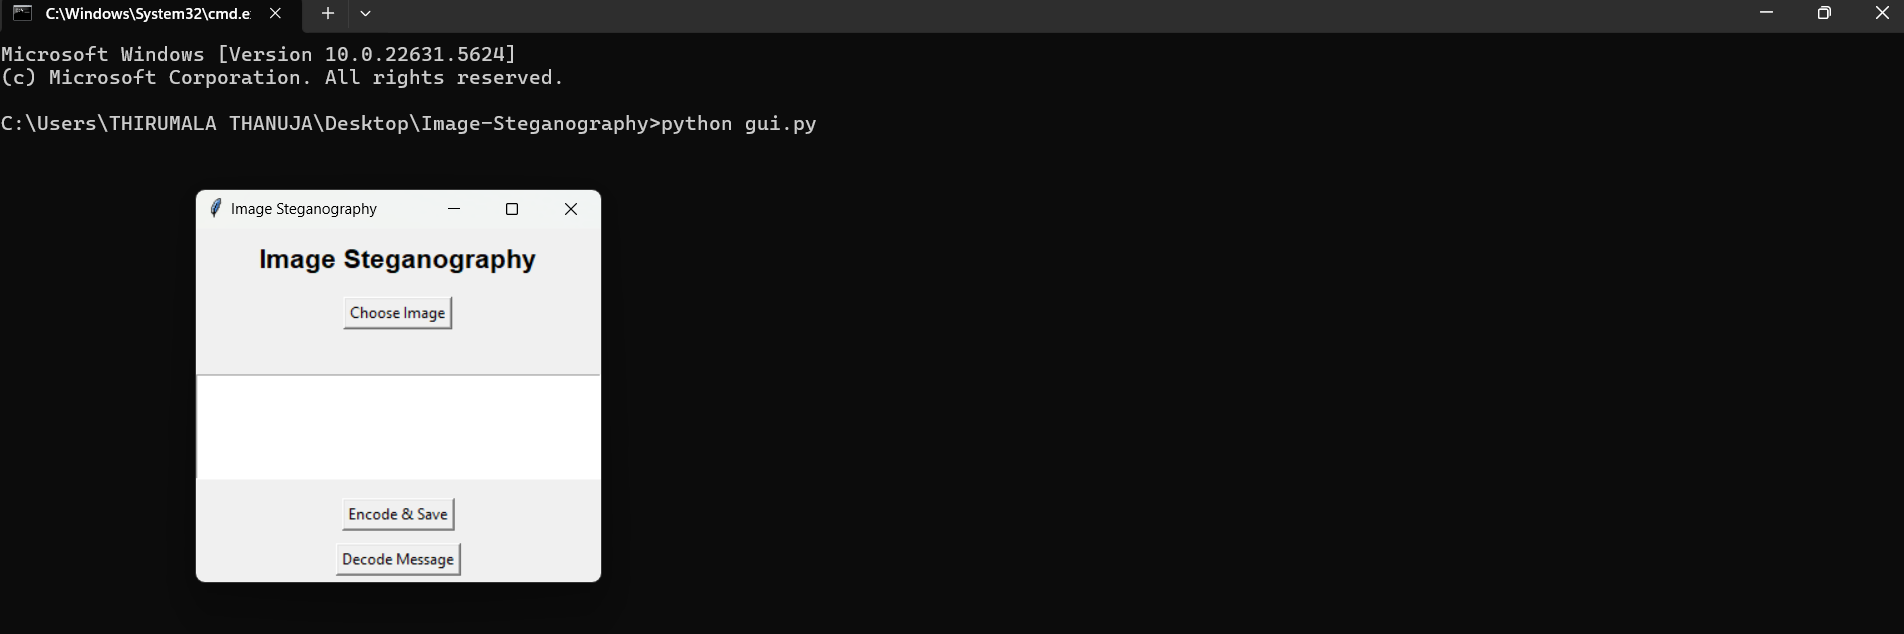 C:\Windows\System32\cmd.e
Microsoft Windows [Version 10.0.22631.5624]
(c) Microsoft Corporation. All rights reserved.
C:\Users\THIRUMALA THANUJA\Desktop\Image-Steganography>python gui.py
Image Steganography
Image Steganography
Choose Image
Encode & Save
Decode Message